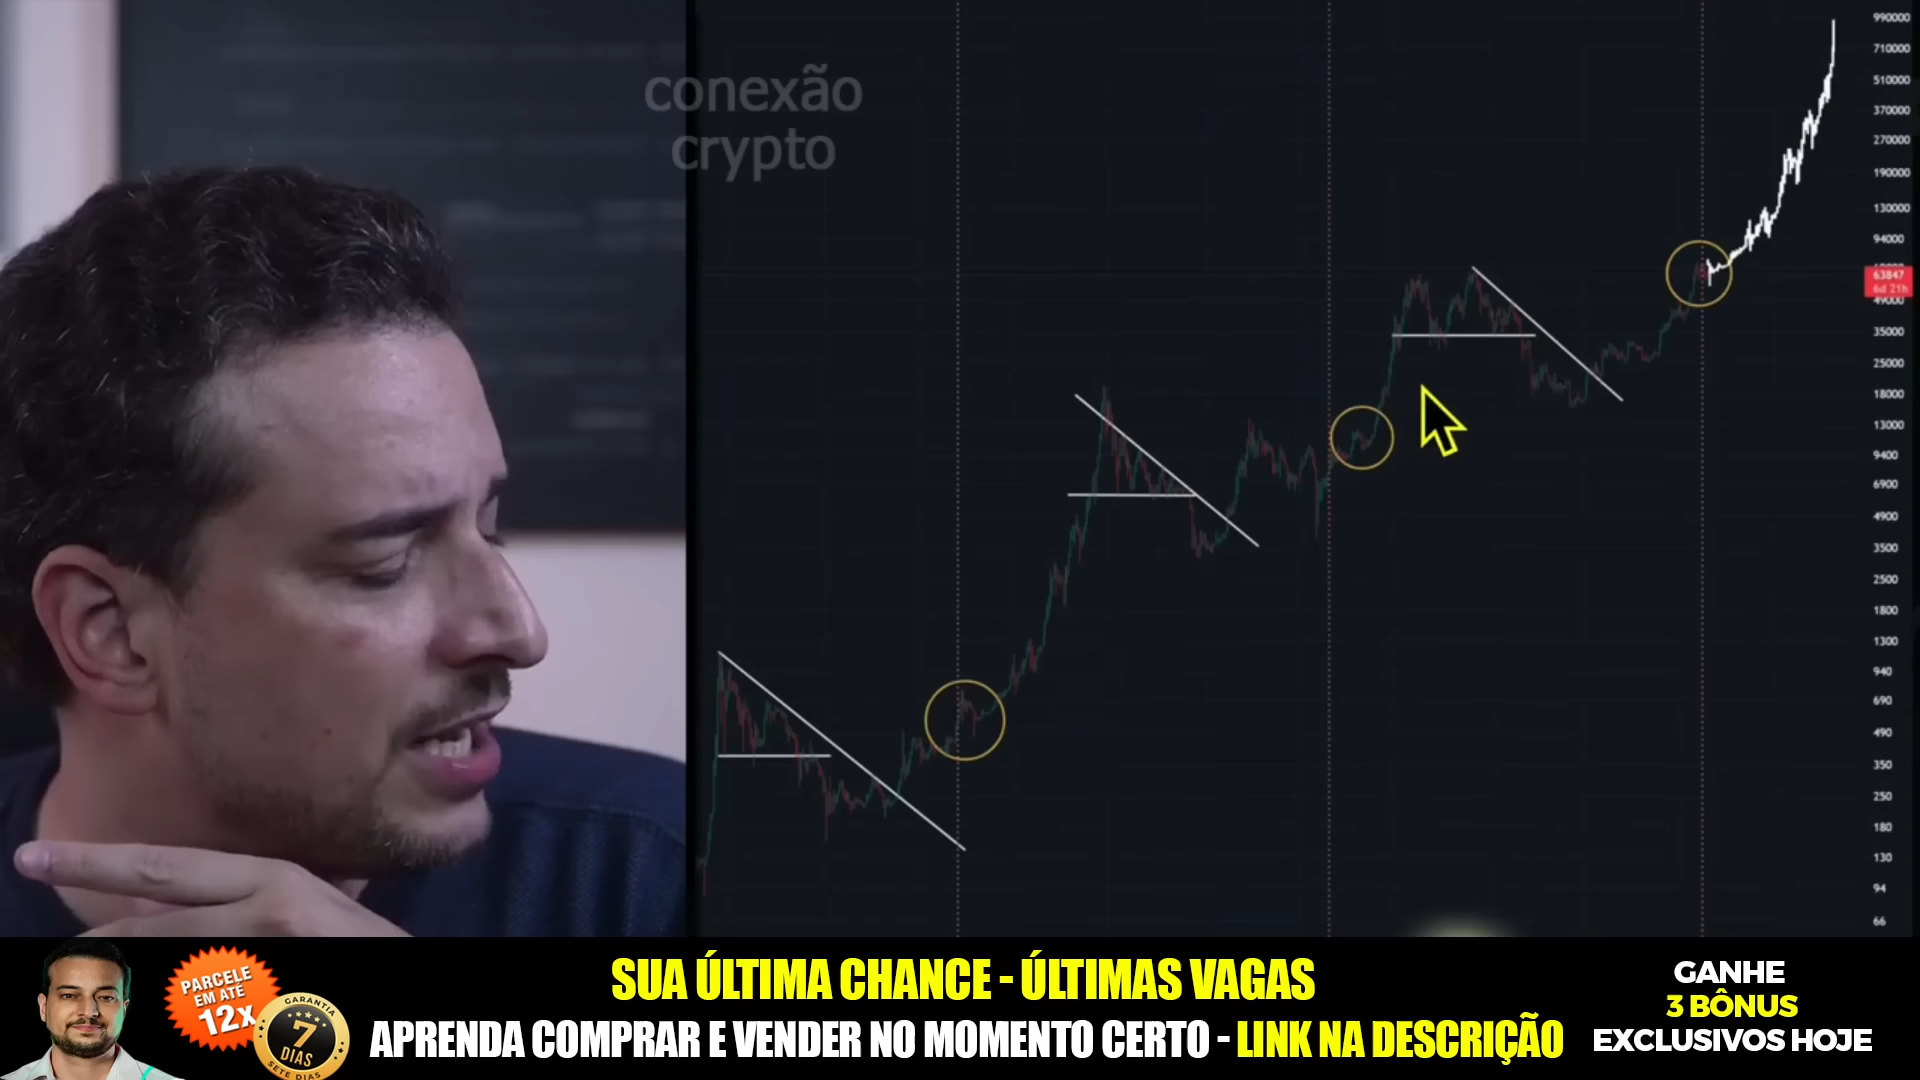 conexão
crypto
990000
710000
510000
370000
270000
190000
130000
94000
63847
6d 21h
49000
35000
25000
18000
13000
9400
6900
4900
3500
2500
1800
1300
940
690
490
350
250
180
130
94
66
PARCELE
EM ATÉ
12x
GARANTIA
7
DIAS
SETE DIAS
SUA ÚLTIMA CHANCE - ÚLTIMAS VAGAS
APRENDA COMPRAR E VENDER NO MOMENTO CERTO - LINK NA DESCRIÇÃO
GANHE
3 BÔNUS
EXCLUSIVOS HOJE